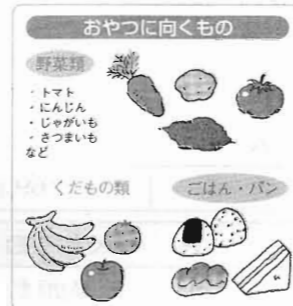 おやつに向くもの
野菜類
・トマト
・にんじん
・じゃがいも
・さつまいも
など
くだもの類
ごはん・パン